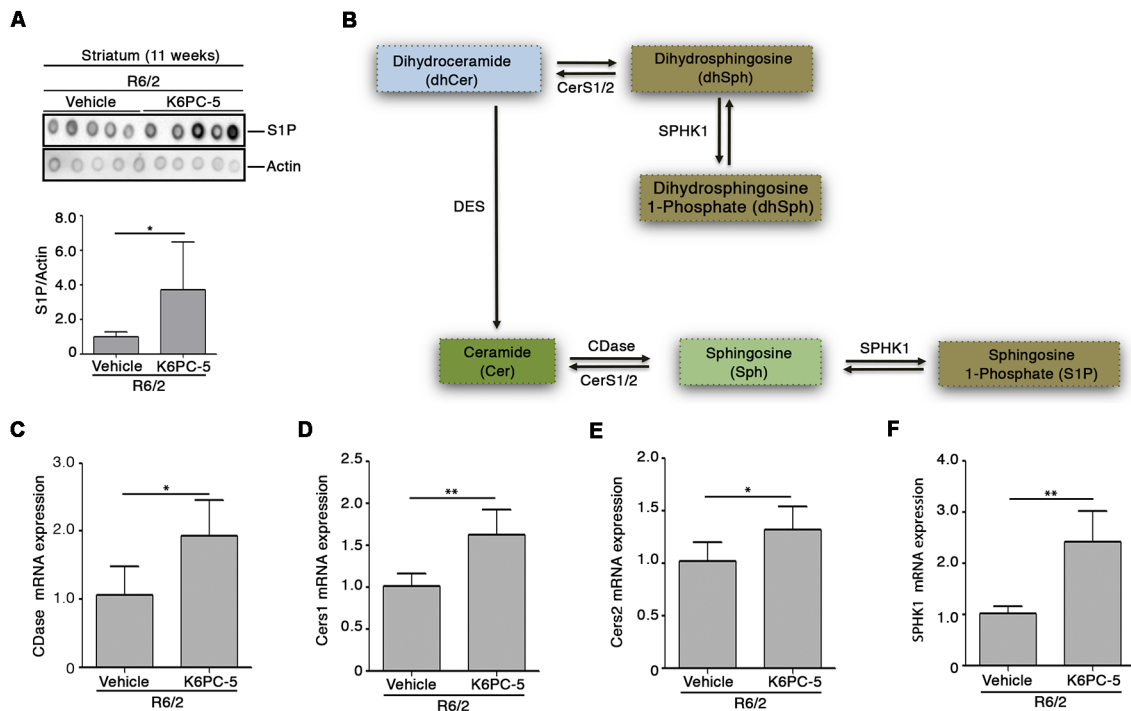 A
Striatum (11 weeks)
R6/2
Vehicle K6PC-5
S1P
Actin
8.0
6.0
4.0
2.0
0
S1P/Actin
*
Vehicle K6PC-5
R6/2
B
Dihydroceramide
(dhCer)
CerS1/2
Dihydrosphingosine
(dhSph)
SPHK1
Dihydrosphingosine
1-Phosphate (dhSph)
DES
Ceramide
(Cer)
CDase
CerS1/2
Sphingosine
(Sph)
SPHK1
Sphingosine
1-Phosphate (S1P)
C
CDase mRNA expression
3.0
2.0
1.0
0
*
Vehicle K6PC-5
R6/2
D
Cers1 mRNA expression
2.5
2.0
1.5
1.0
0.5
0
**
Vehicle K6PC-5
R6/2
E
Cers2 mRNA expression
2.0
1.5
1.0
0.5
0
*
Vehicle K6PC-5
R6/2
F
SPHK1 mRNA expression
4.0
3.0
2.0
1.0
0
**
Vehicle K6PC-5
R6/2